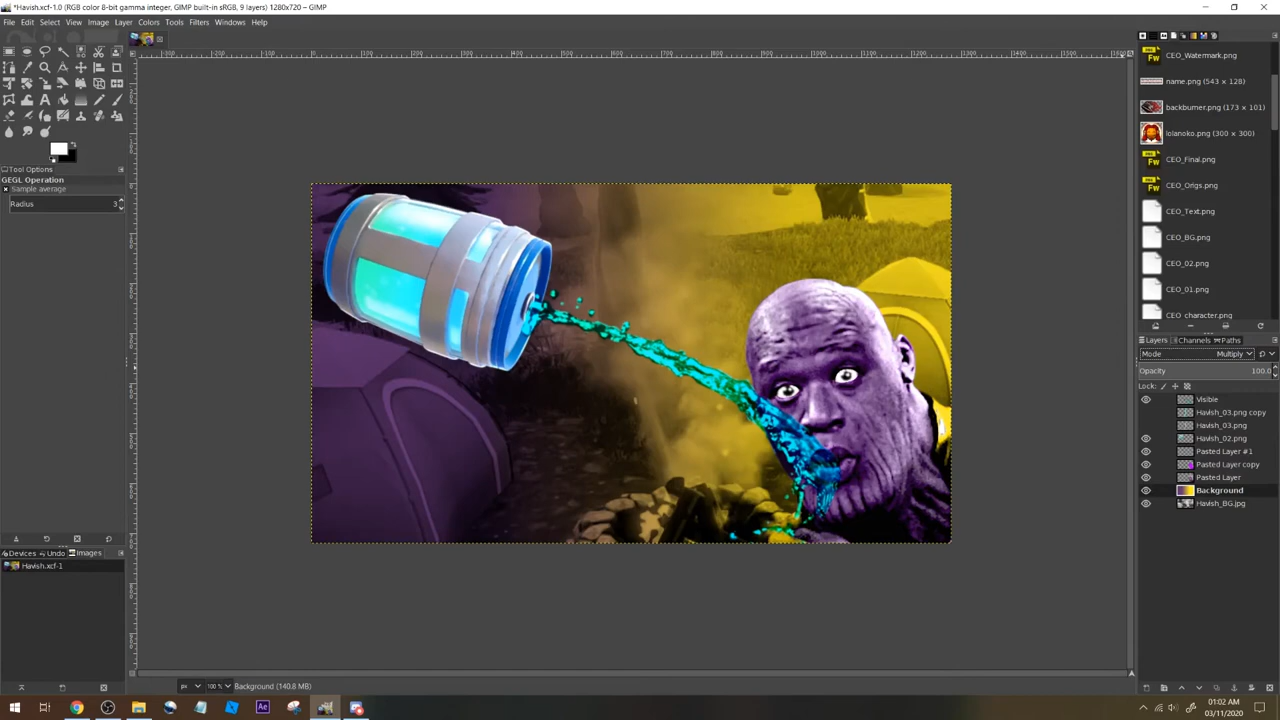 *Havish.xcf-1.0 (RGB color 8-bit gamma integer, GIMP built-in sRGB, 9 layers) 1280x720 – GIMP
File Edit Select View Image Layer Colors Tools Filters Windows Help
Tool Options
GEGL Operation
Sample average
Radius 3
Devices Undo Images
Havish.xcf-1
px 100 % Background (140.8 MB)
CEO_Watermark.png
name.png (543 × 128)
backburner.png (173 × 101)
lolanoko.png (300 × 300)
CEO_Final.png
CEO_Origs.png
CEO_Text.png
CEO_BG.png
CEO_02.png
CEO_01.png
CEO_character.png
Layers Channels Paths
Mode Multiply
Opacity 100.0
Lock:
Visible
Havish_03.png copy
Havish_03.png
Havish_02.png
Pasted Layer #1
Pasted Layer copy
Pasted Layer
Background
Havish_BG.jpg
01:02 AM
03/11/2020